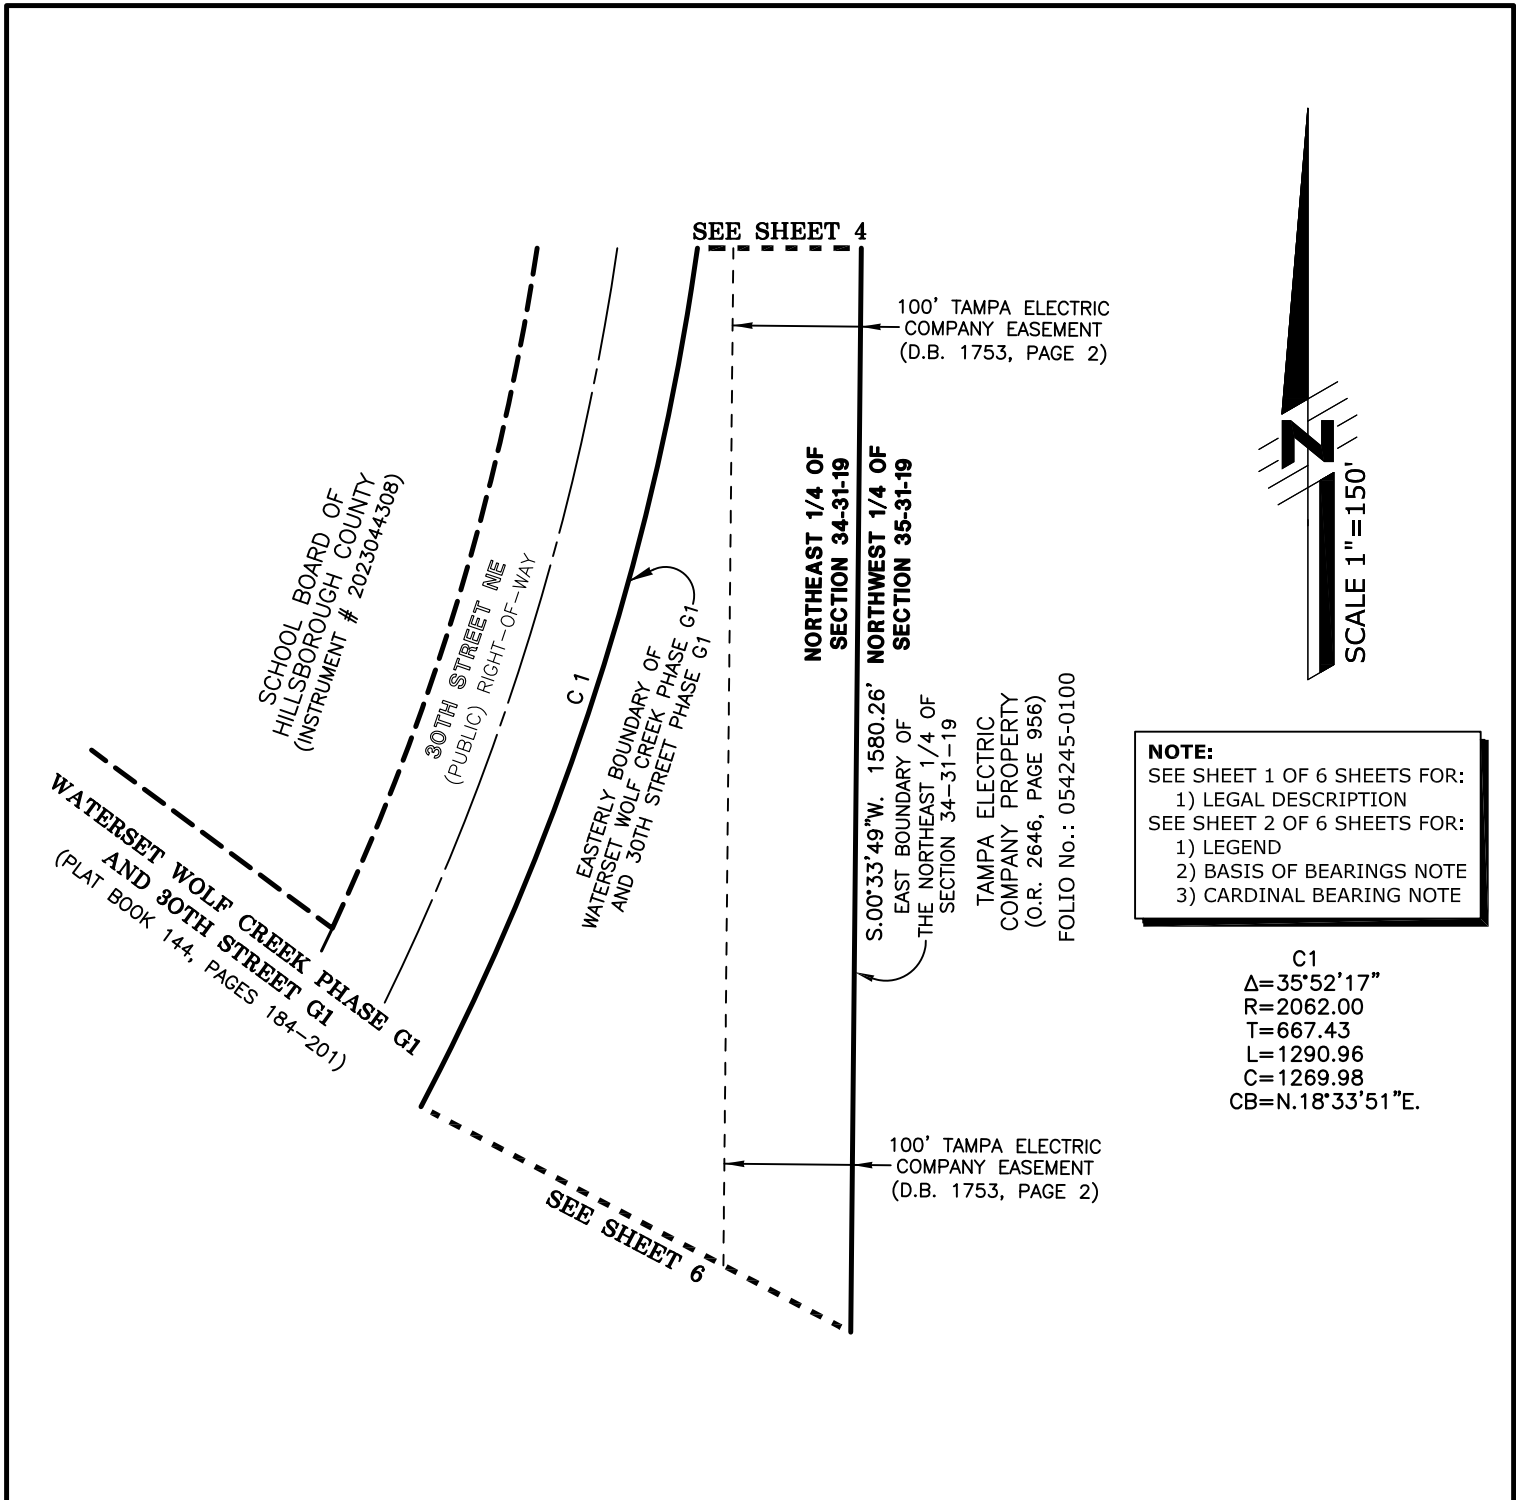 SEE SHEET 4
100' TAMPA ELECTRIC
COMPANY EASEMENT
(D.B. 1753, PAGE 2)
N
SCALE 1"=150'
NORTHEAST 1/4 OF
SECTION 34-31-19
NORTHWEST 1/4 OF
SECTION 35-31-19
SCHOOL BOARD OF
HILLSBOROUGH COUNTY
(INSTRUMENT # 2023044308)
30TH STREET NE
(PUBLIC) RIGHT-OF-WAY
C1
EASTERLY BOUNDARY OF
WATERSET WOLF CREEK PHASE G1
AND 30TH STREET PHASE G1
S.00°33'49"W. 1580.26'
EAST BOUNDARY OF
THE NORTHEAST 1/4 OF
SECTION 34-31-19
TAMPA ELECTRIC
COMPANY PROPERTY
(O.R. 2646, PAGE 956)
FOLIO No.: 054245-0100
NOTE:
SEE SHEET 1 OF 6 SHEETS FOR:
1) LEGAL DESCRIPTION
SEE SHEET 2 OF 6 SHEETS FOR:
1) LEGEND
2) BASIS OF BEARINGS NOTE
3) CARDINAL BEARING NOTE
WATERSET WOLF CREEK PHASE G1
AND 30TH STREET G1
(PLAT BOOK 144, PAGES 184-201)
C1
Δ=35°52'17"
R=2062.00
T=667.43
L=1290.96
C=1269.98
CB=N.18°33'51"E.
100' TAMPA ELECTRIC
COMPANY EASEMENT
(D.B. 1753, PAGE 2)
SEE SHEET 6